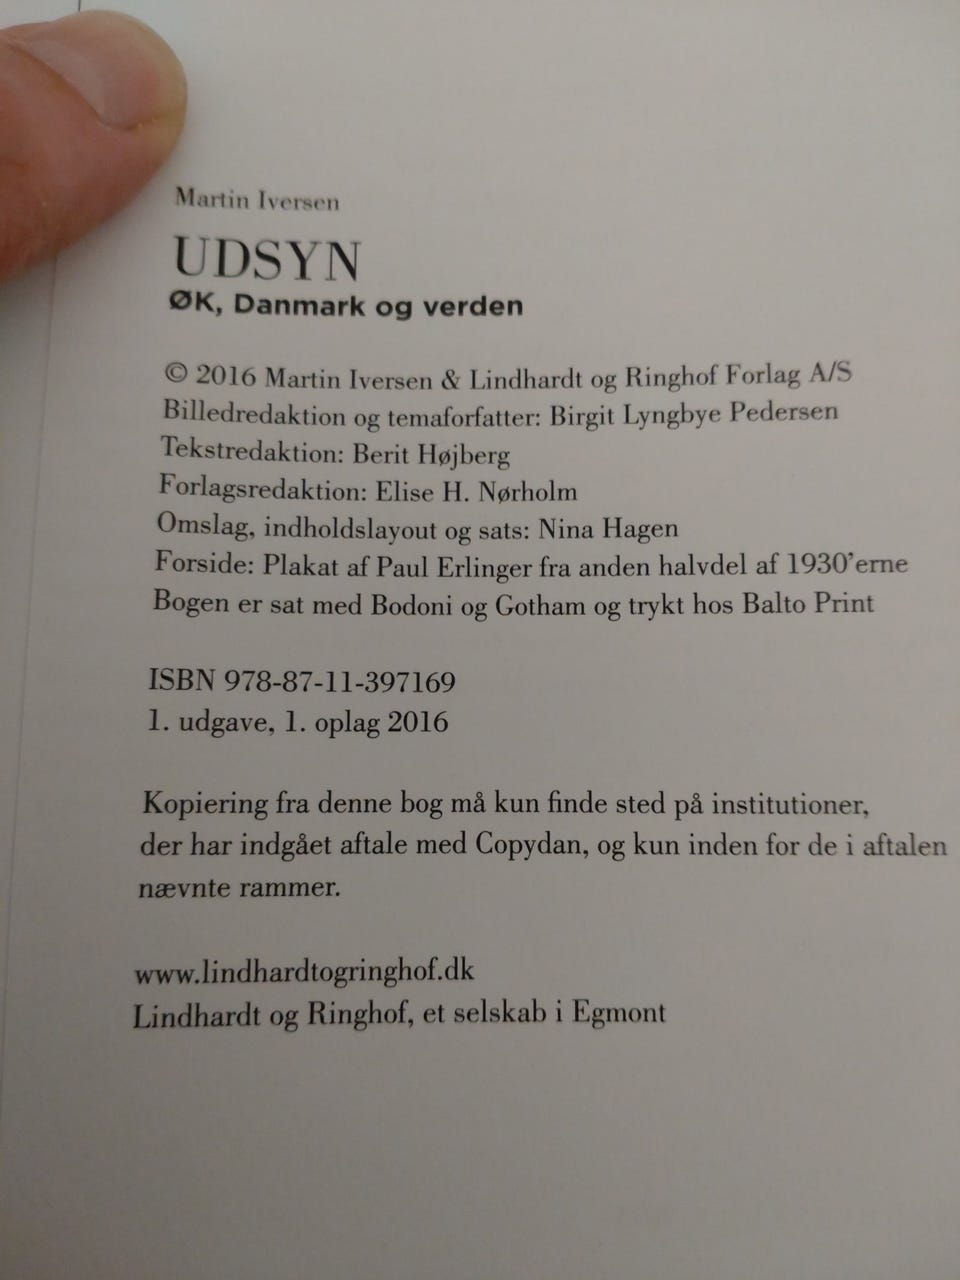 Martin Iversen
UDSYN
ØK, Danmark og verden
© 2016 Martin Iversen & Lindhardt og Ringhof Forlag A/S
Billedredaktion og temaforfatter: Birgit Lyngbye Pedersen
Tekstredaktion: Berit Højberg
Forlagsredaktion: Elise H. Nørholm
Omslag, indholdslayout og sats: Nina Hagen
Forside: Plakat af Paul Erlinger fra anden halvdel af 1930’erne
Bogen er sat med Bodoni og Gotham og trykt hos Balto Print
ISBN 978-87-11-397169
1. udgave, 1. oplag 2016
Kopiering fra denne bog må kun finde sted på institutioner,
der har indgået aftale med Copydan, og kun inden for de i aftalen
nævnte rammer.
www.lindhardtogringhof.dk
Lindhardt og Ringhof, et selskab i Egmont